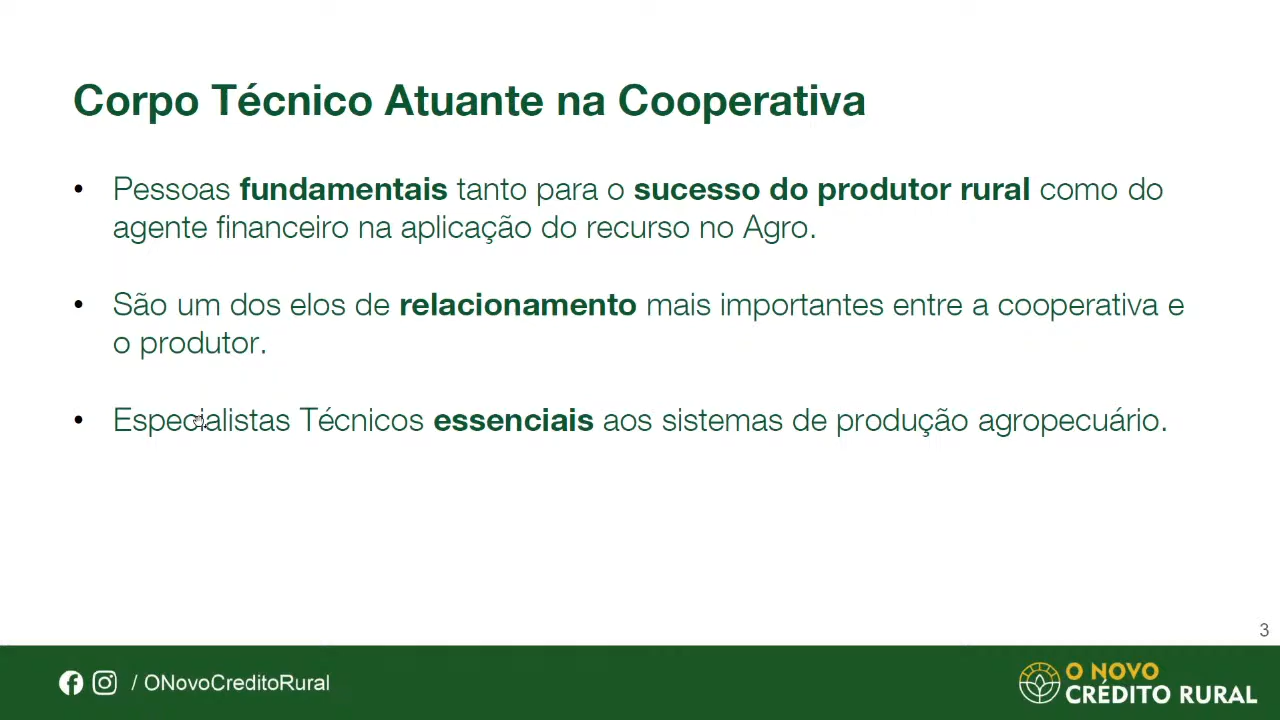 Corpo Técnico Atuante na Cooperativa
• Pessoas fundamentais tanto para o sucesso do produtor rural como do
agente financeiro na aplicação do recurso no Agro.
• São um dos elos de relacionamento mais importantes entre a cooperativa e
o produtor.
• Especialistas Técnicos essenciais aos sistemas de produção agropecuário.
3
/ ONovoCreditoRural
O NOVO
CRÉDITO RURAL